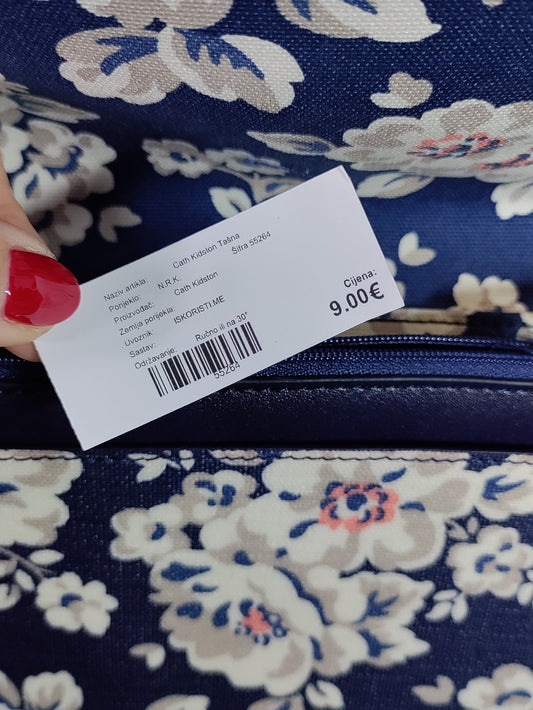 Naziv artikla: Cath Kidston Tašna
Porijeklo: Šifra 55264
Proizvođač: N.R.K.
Zemlja porijekla: Cath Kidston
Uvoznik: ISKORISTI.ME
Sastav:
Održavanje: Ručno ili na 30°
55264
Cijena:
9.00€